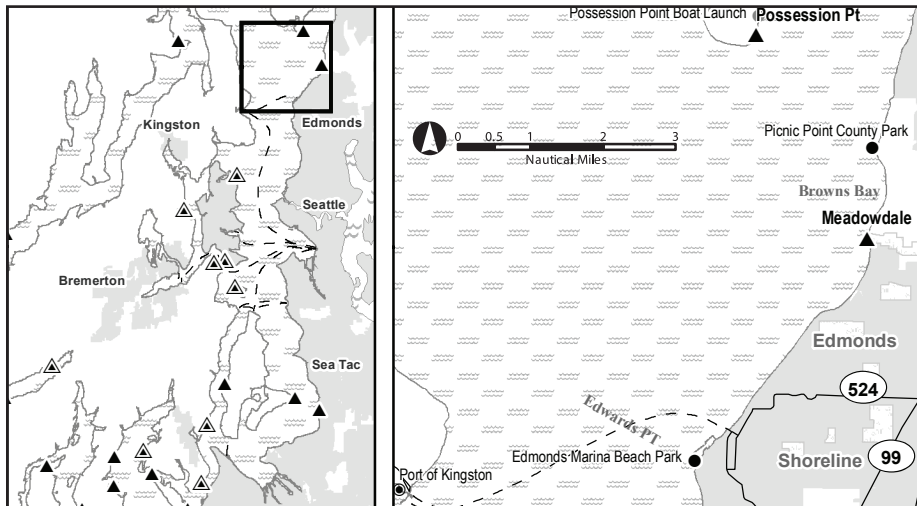 Kingston
Edmonds
Seattle
Bremerton
Sea Tac
Possession Point Boat Launch
Possession Pt
Picnic Point County Park
0 0.5 1 2 3
Nautical Miles
Browns Bay
Meadowdale
Edmonds
524
Edwards PT
Edmonds Marina Beach Park
Shoreline
99
Port of Kingston